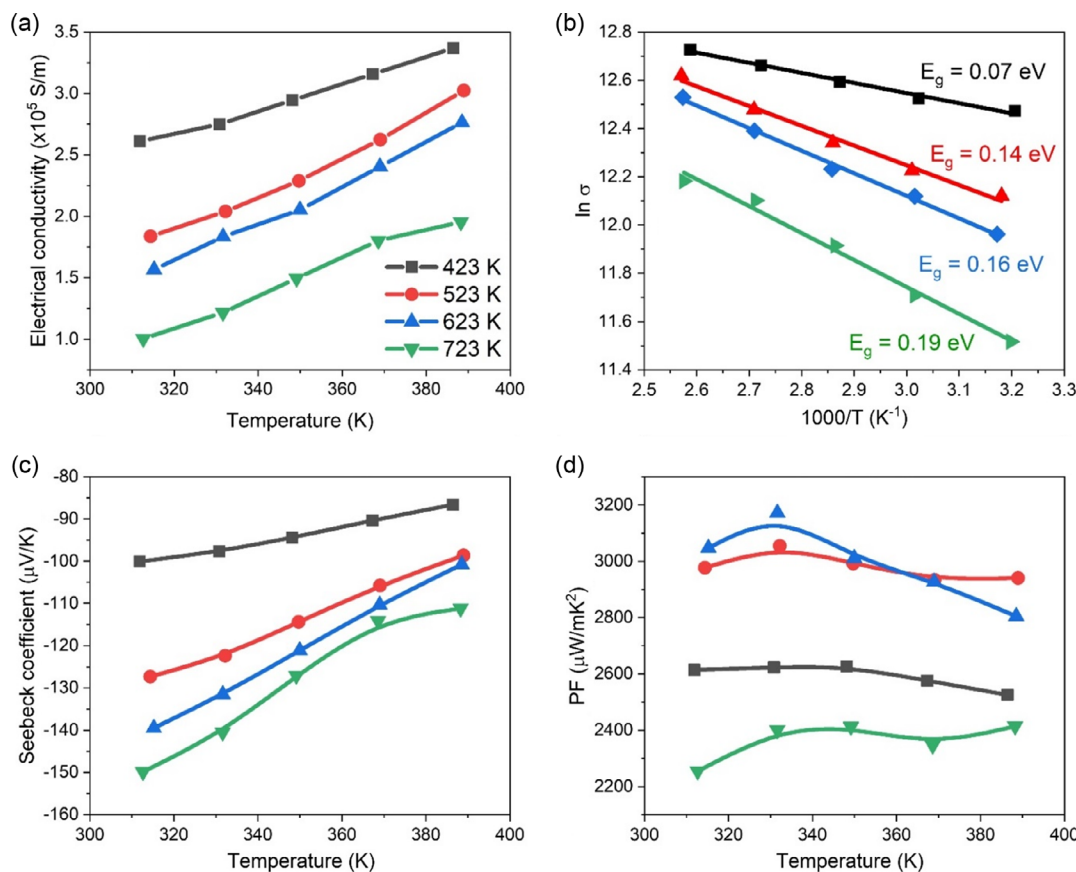 (a)
Electrical conductivity (x10⁵ S/m)
3.5
3.0
2.5
2.0
1.5
1.0
423 K
523 K
623 K
723 K
300 320 340 360 380 400
Temperature (K)
(b)
ln σ
12.8
12.6
12.4
12.2
12.0
11.8
11.6
11.4
E_g = 0.07 eV
E_g = 0.14 eV
E_g = 0.16 eV
E_g = 0.19 eV
2.5 2.6 2.7 2.8 2.9 3.0 3.1 3.2 3.3
1000/T (K⁻¹)
(c)
Seebeck coefficient (μV/K)
-80
-90
-100
-110
-120
-130
-140
-150
-160
300 320 340 360 380 400
Temperature (K)
(d)
PF (μW/mK²)
3200
3000
2800
2600
2400
2200
300 320 340 360 380 400
Temperature (K)